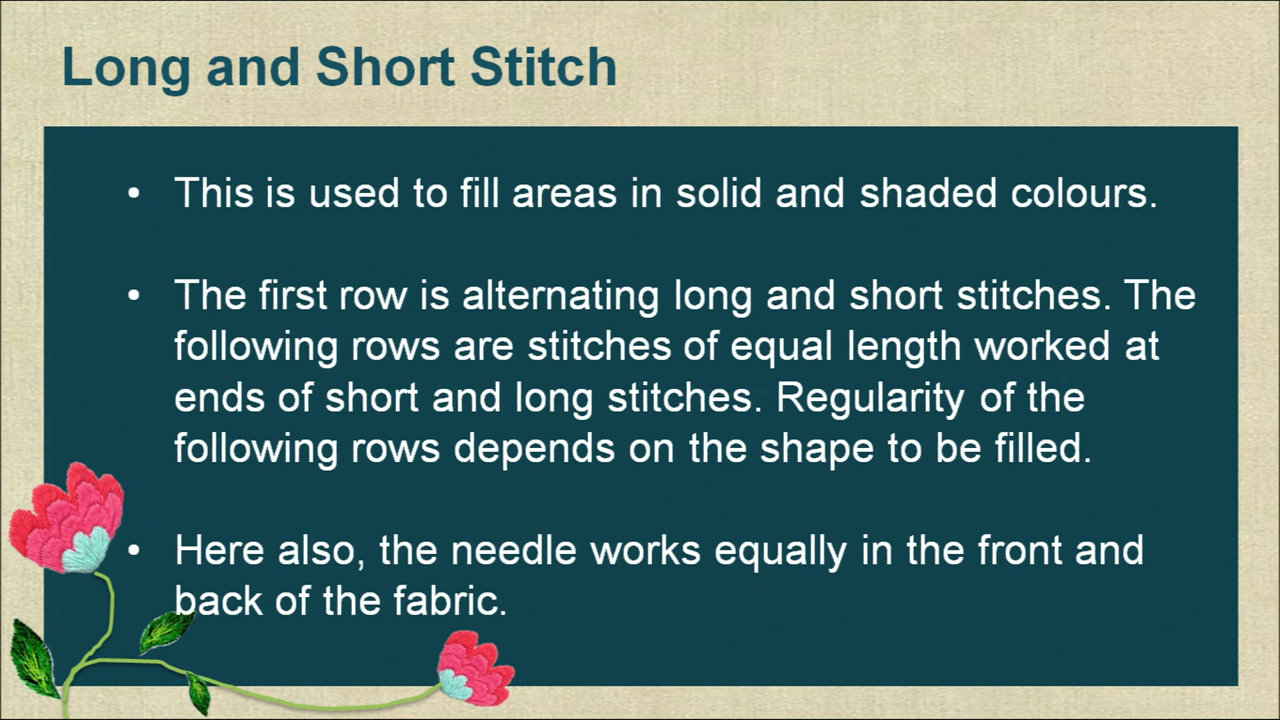 Long and Short Stitch
• This is used to fill areas in solid and shaded colours.
• The first row is alternating long and short stitches. The
following rows are stitches of equal length worked at
ends of short and long stitches. Regularity of the
following rows depends on the shape to be filled.
• Here also, the needle works equally in the front and
back of the fabric.